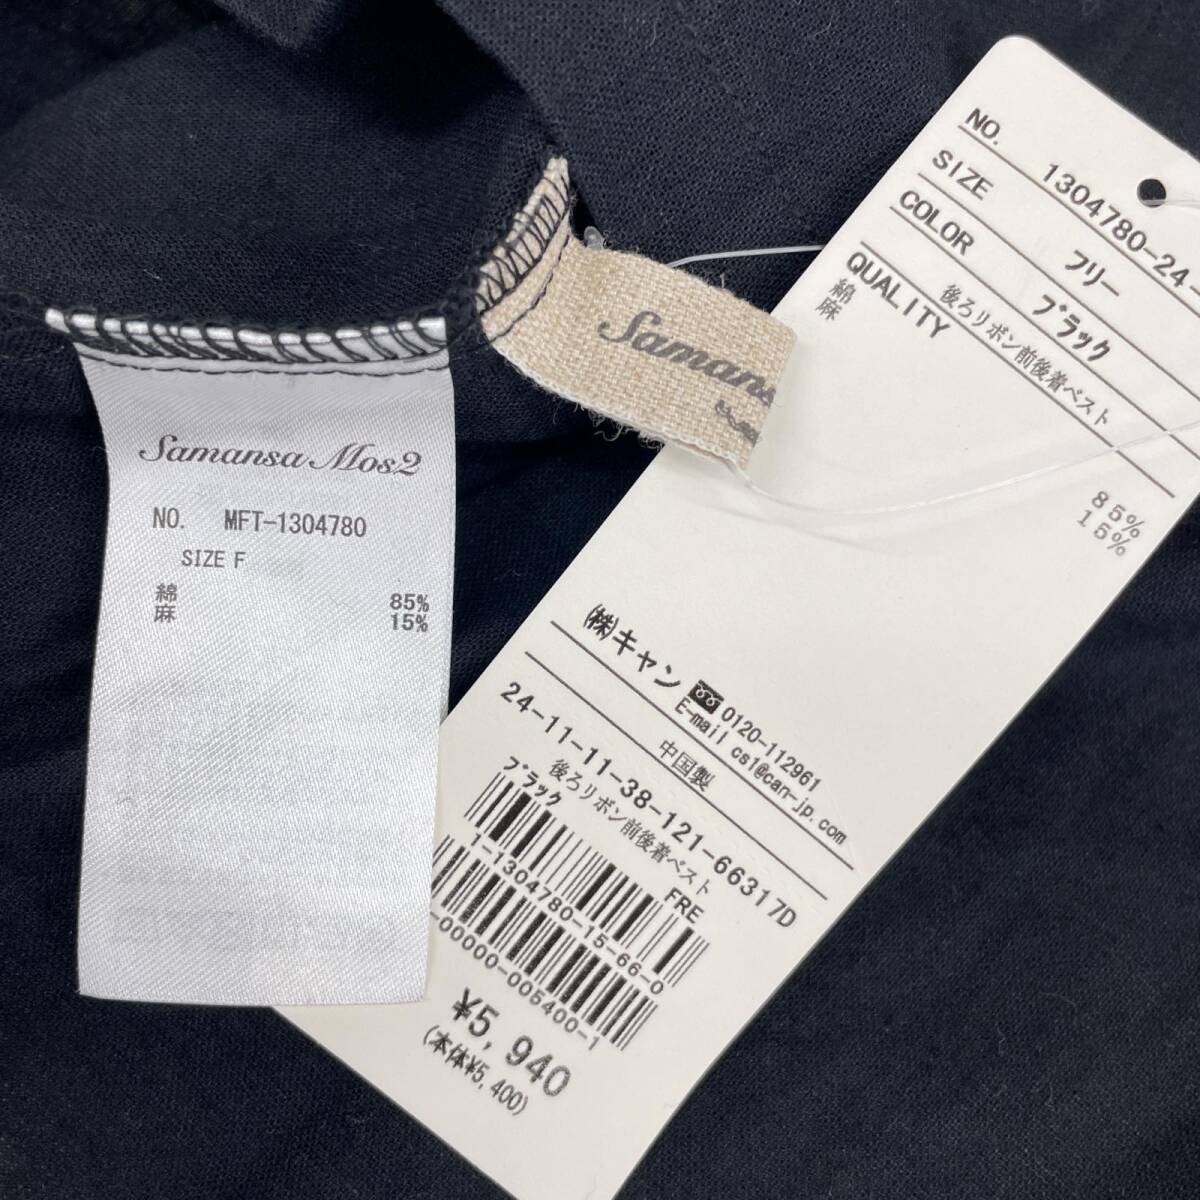 Samansa Mos2
NO. MFT-1304780
SIZE F
綿 85%
麻 15%
NO. 1304780-24-
SIZE フリー
COLOR ブラック
後ろリボン前後着ベスト
QUALITY
綿 85%
麻 15%
㈱キャン 0120-112961
E-mail cs1@can-jp.com
中国製
24-11-11-38-121-66317D
後ろリボン前後着ベスト
ブラック FRE
1-1304780-15-66-0
-00000-005400-1
¥5,940
(本体¥5,400)